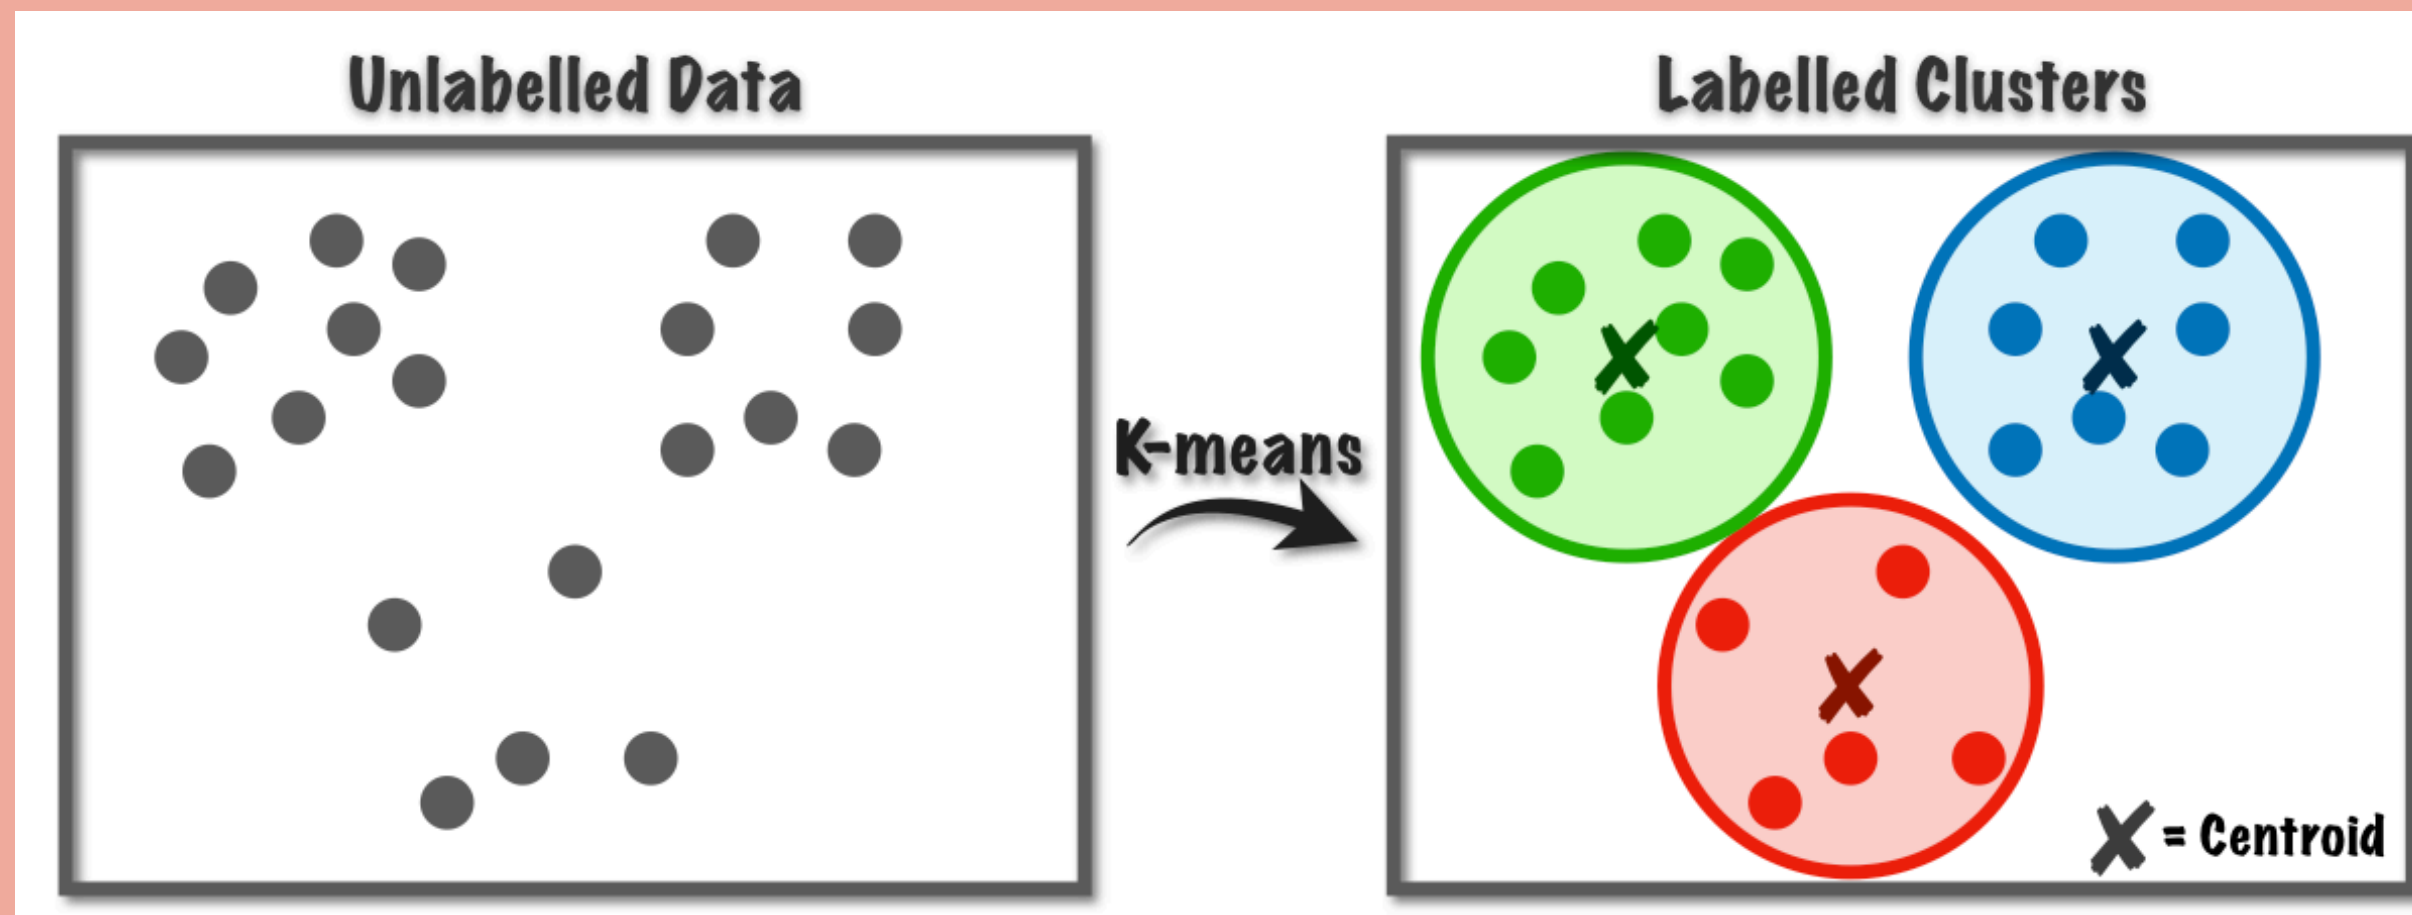 Unlabelled Data
Labelled Clusters
K-means
= Centroid